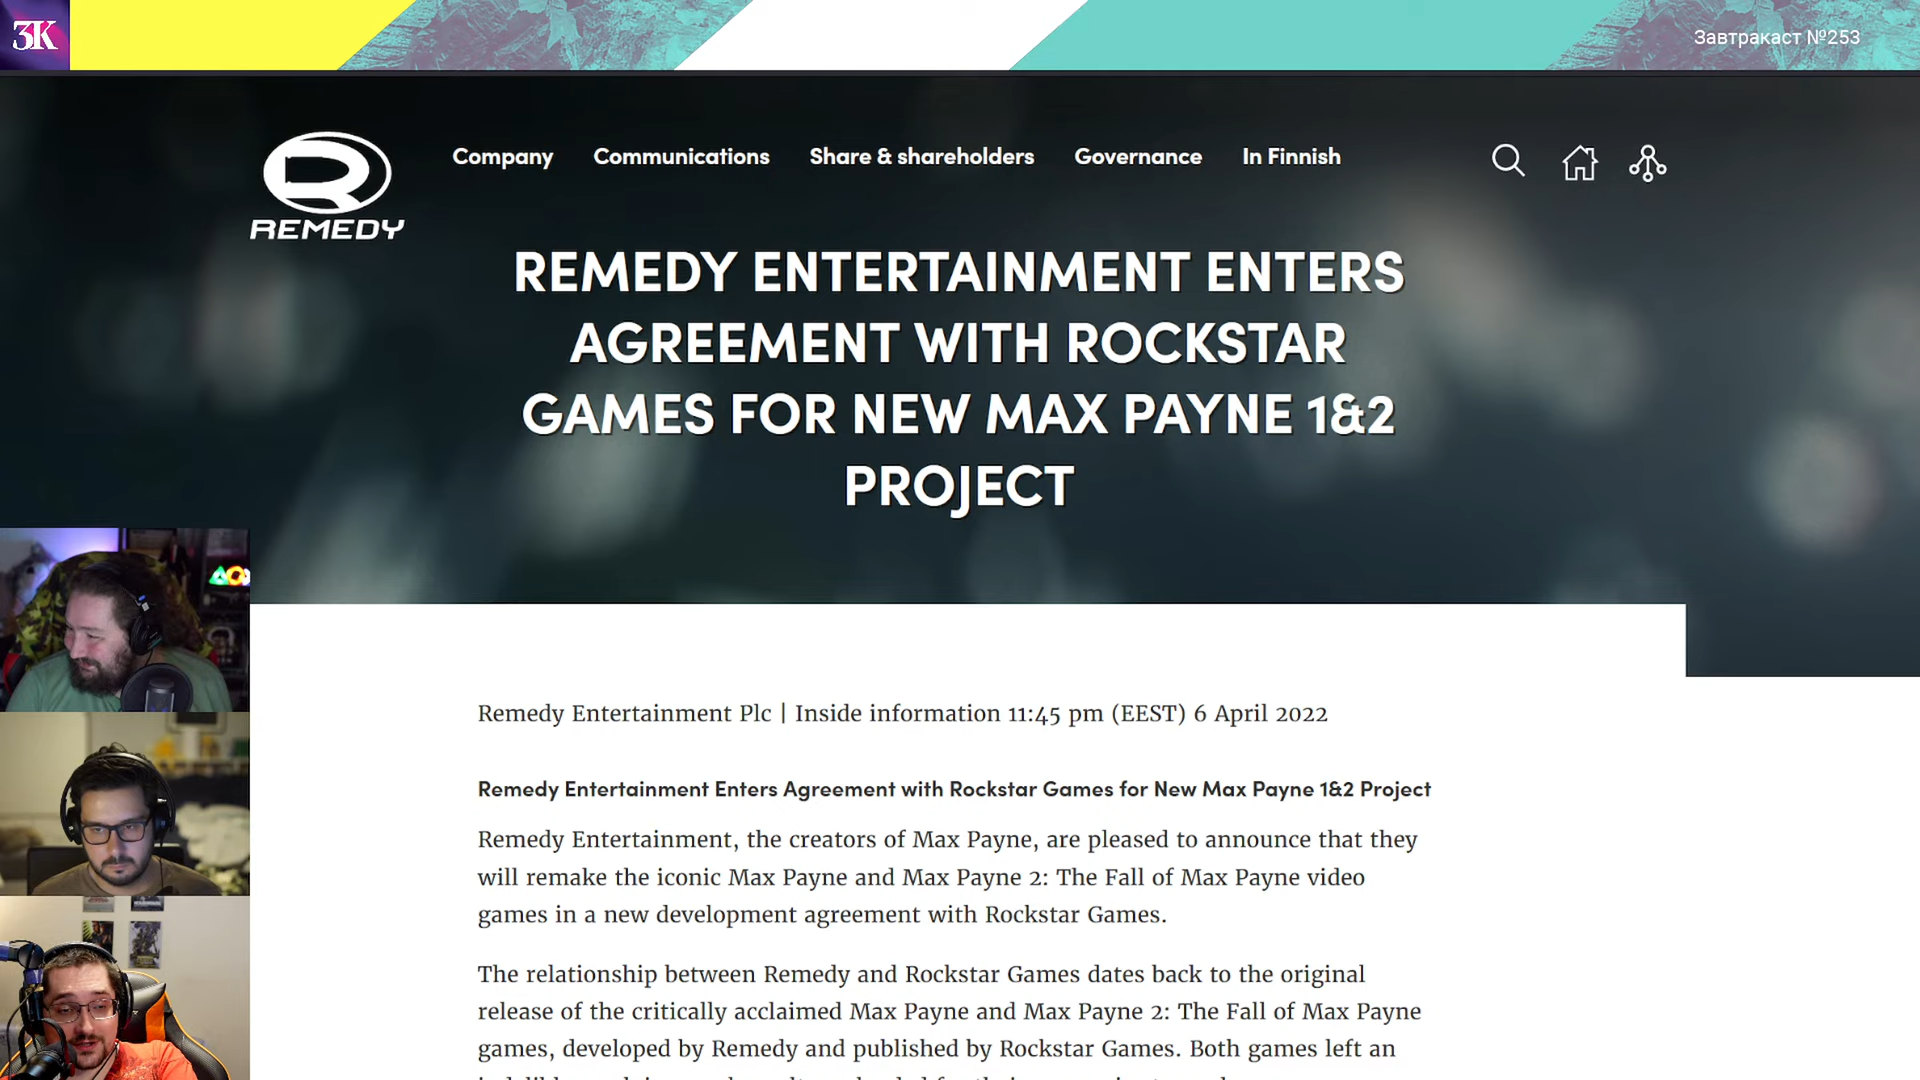 3K
Завтракаст №253
REMEDY
Company Communications Share & shareholders Governance In Finnish
REMEDY ENTERTAINMENT ENTERS
AGREEMENT WITH ROCKSTAR
GAMES FOR NEW MAX PAYNE 1&2
PROJECT
Remedy Entertainment Plc | Inside information 11:45 pm (EEST) 6 April 2022
Remedy Entertainment Enters Agreement with Rockstar Games for New Max Payne 1&2 Project
Remedy Entertainment, the creators of Max Payne, are pleased to announce that they
will remake the iconic Max Payne and Max Payne 2: The Fall of Max Payne video
games in a new development agreement with Rockstar Games.
The relationship between Remedy and Rockstar Games dates back to the original
release of the critically acclaimed Max Payne and Max Payne 2: The Fall of Max Payne
games, developed by Remedy and published by Rockstar Games. Both games left an